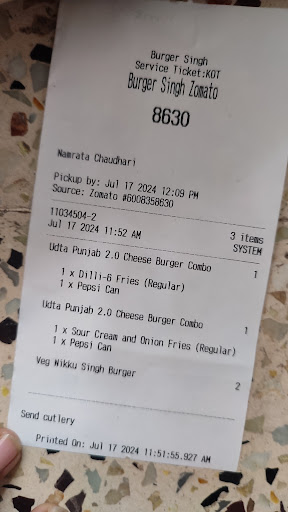 Burger Singh
Service Ticket:KOT
Burger Singh Zomato
8630
Namrata Chaudhari
Pickup by: Jul 17 2024 12:09 PM
Source: Zomato #6008358630
11034504-2 3 items
Jul 17 2024 11:52 AM SYSTEM
Udta Punjab 2.0 Cheese Burger Combo 1
1 x Dilli-6 Fries (Regular)
1 x Pepsi Can
Udta Punjab 2.0 Cheese Burger Combo 1
1 x Sour Cream and Onion Fries (Regular)
1 x Pepsi Can
Veg Nikku Singh Burger 2
Send cutlery
Printed On: Jul 17 2024 11:51:55.927 AM